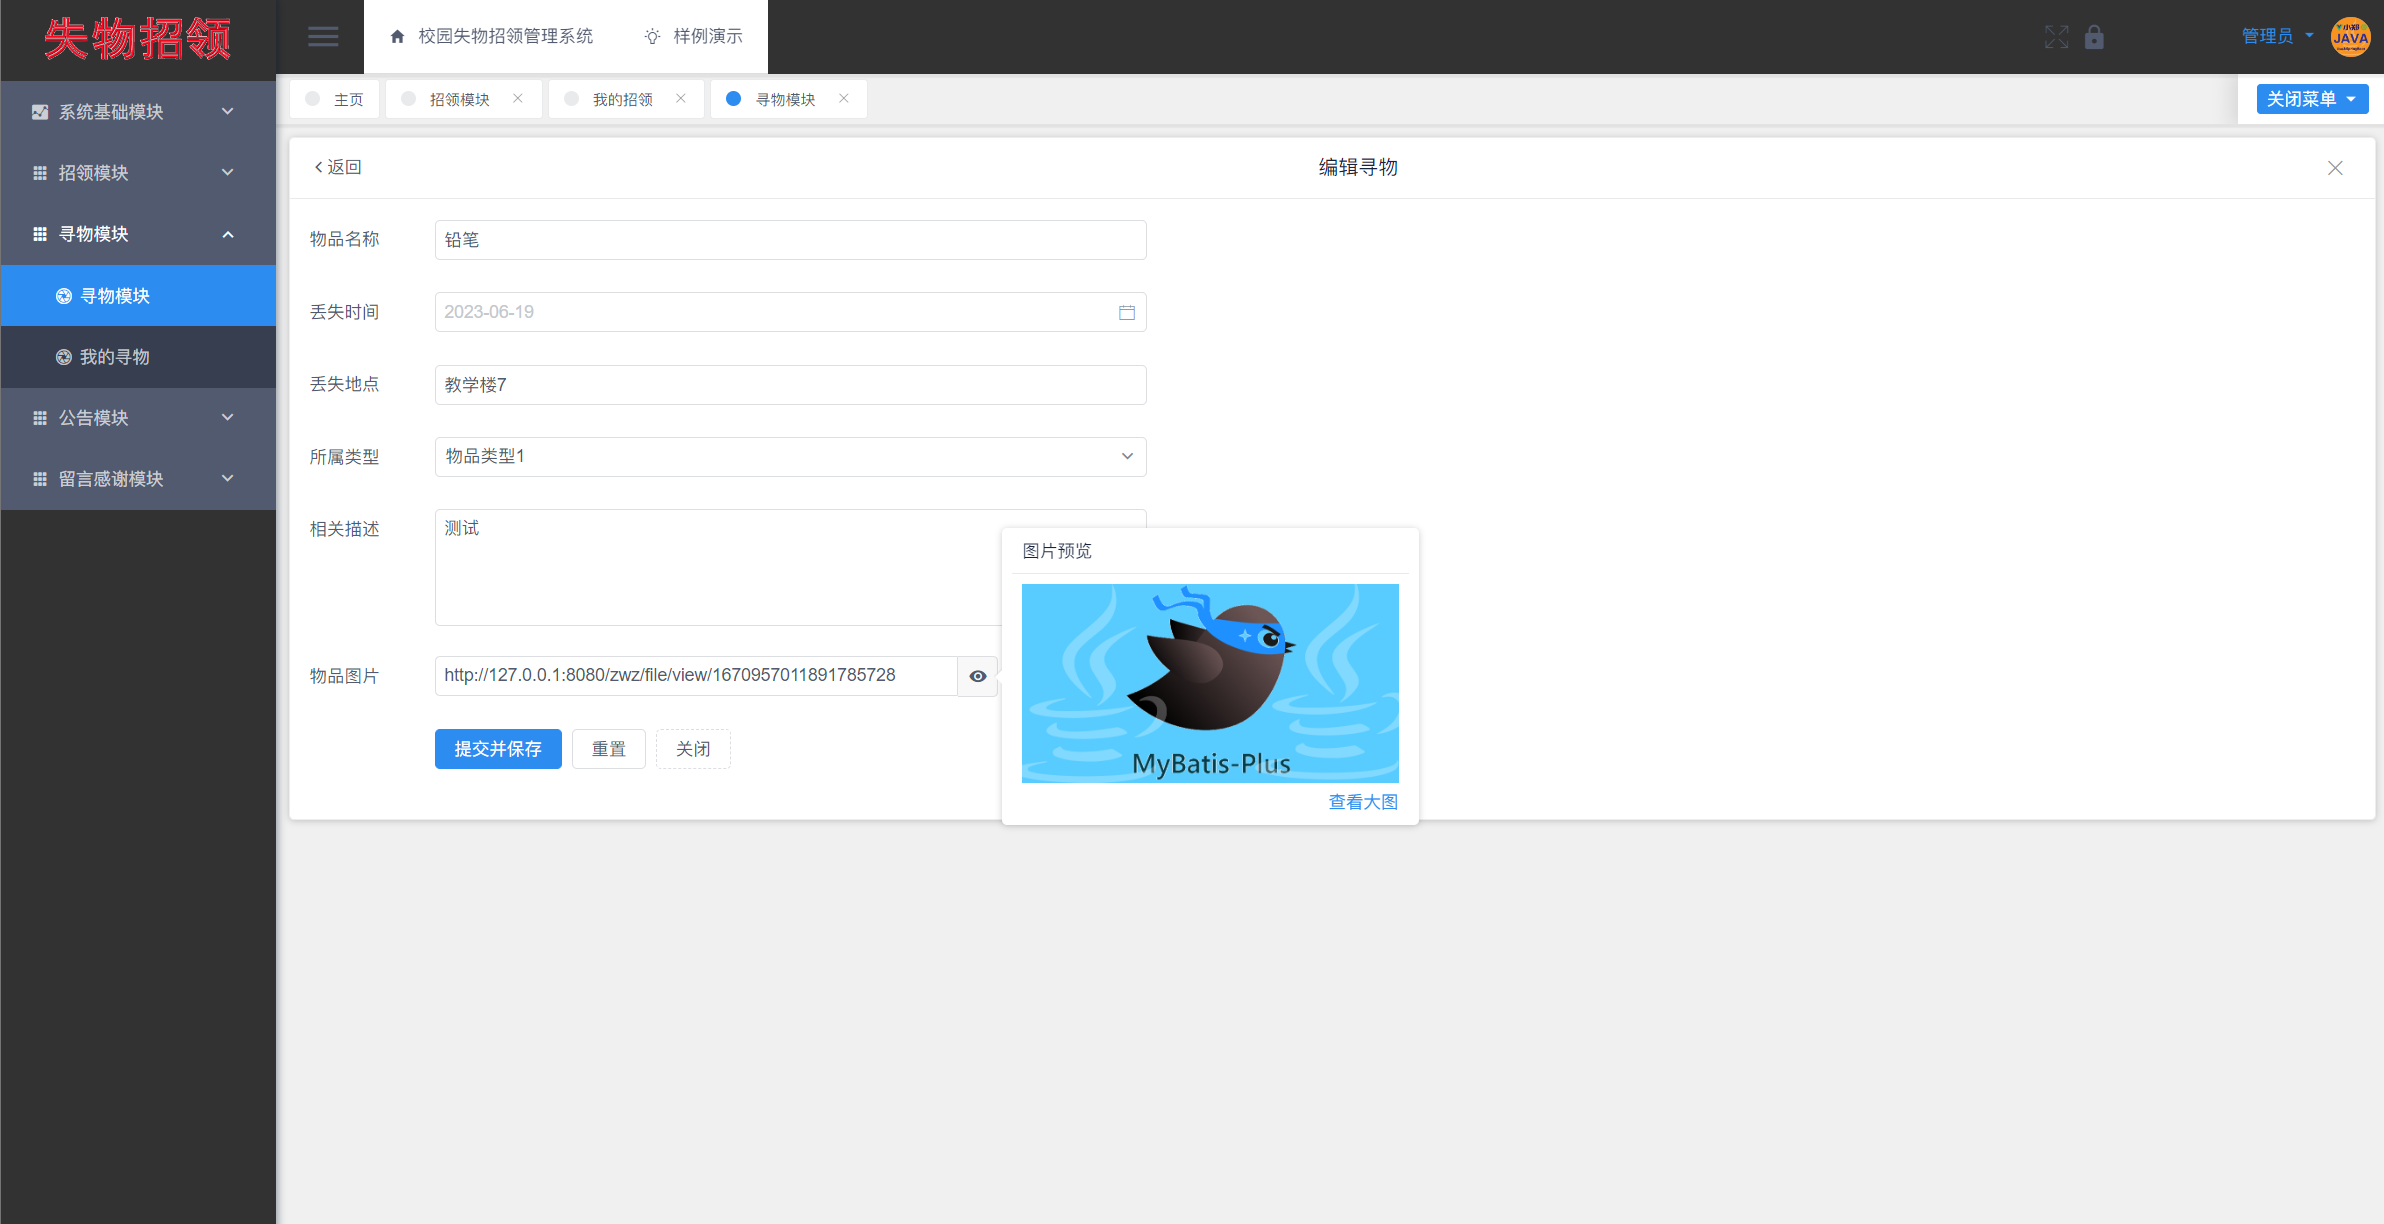 失物招领
校园失物招领管理系统
样例演示
管理员
小郑
JAVA
系统基础模块
招领模块
寻物模块
寻物模块
我的寻物
公告模块
留言感谢模块
主页
招领模块
我的招领
寻物模块
关闭菜单
返回
编辑寻物
物品名称
铅笔
丢失时间
2023-06-19
丢失地点
教学楼7
所属类型
物品类型1
相关描述
测试
物品图片
http://127.0.0.1:8080/zwz/file/view/1670957011891785728
提交并保存
重置
关闭
图片预览
MyBatis-Plus
查看大图